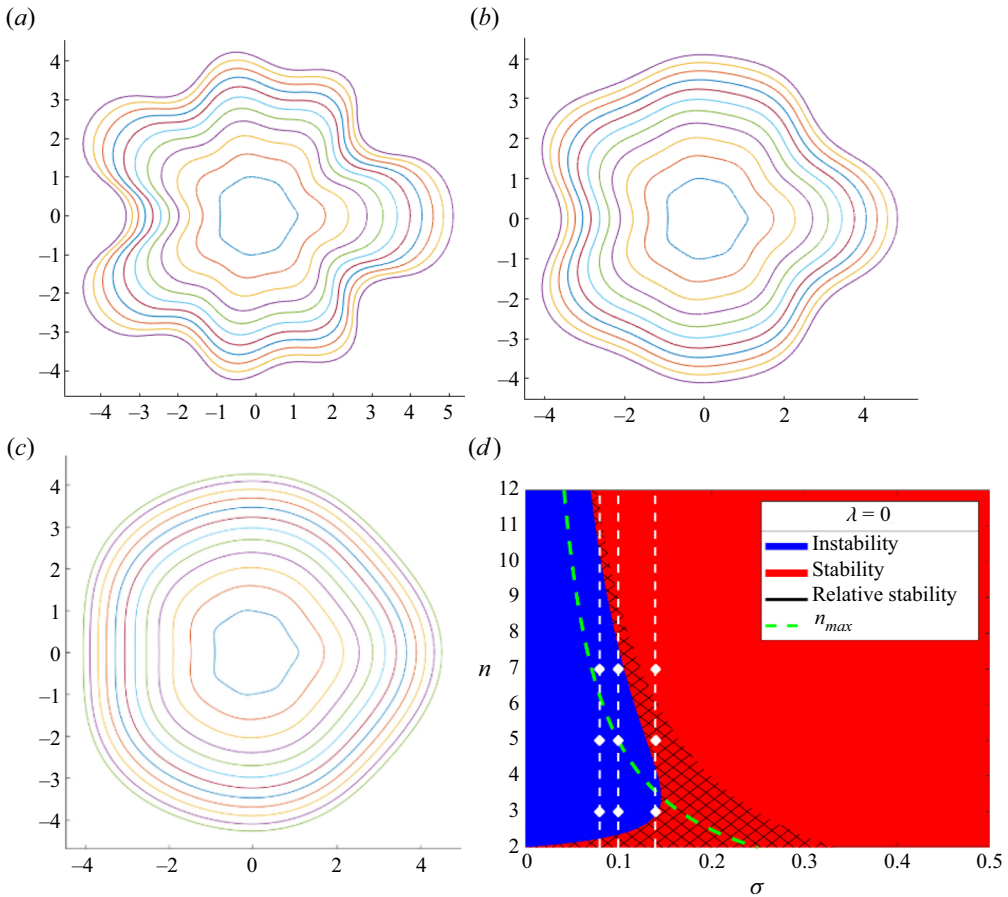 (a)
4
3
2
1
0
–1
–2
–3
–4
–4 –3 –2 –1 0 1 2 3 4 5
(b)
4
3
2
1
0
–1
–2
–3
–4
–4 –2 0 2 4
(c)
4
3
2
1
0
–1
–2
–3
–4
–4 –2 0 2 4
(d)
12
11
10
9
8
7
6
5
4
3
2
n
0 0.1 0.2 0.3 0.4 0.5
σ
λ = 0
Instability
Stability
Relative stability
n_max